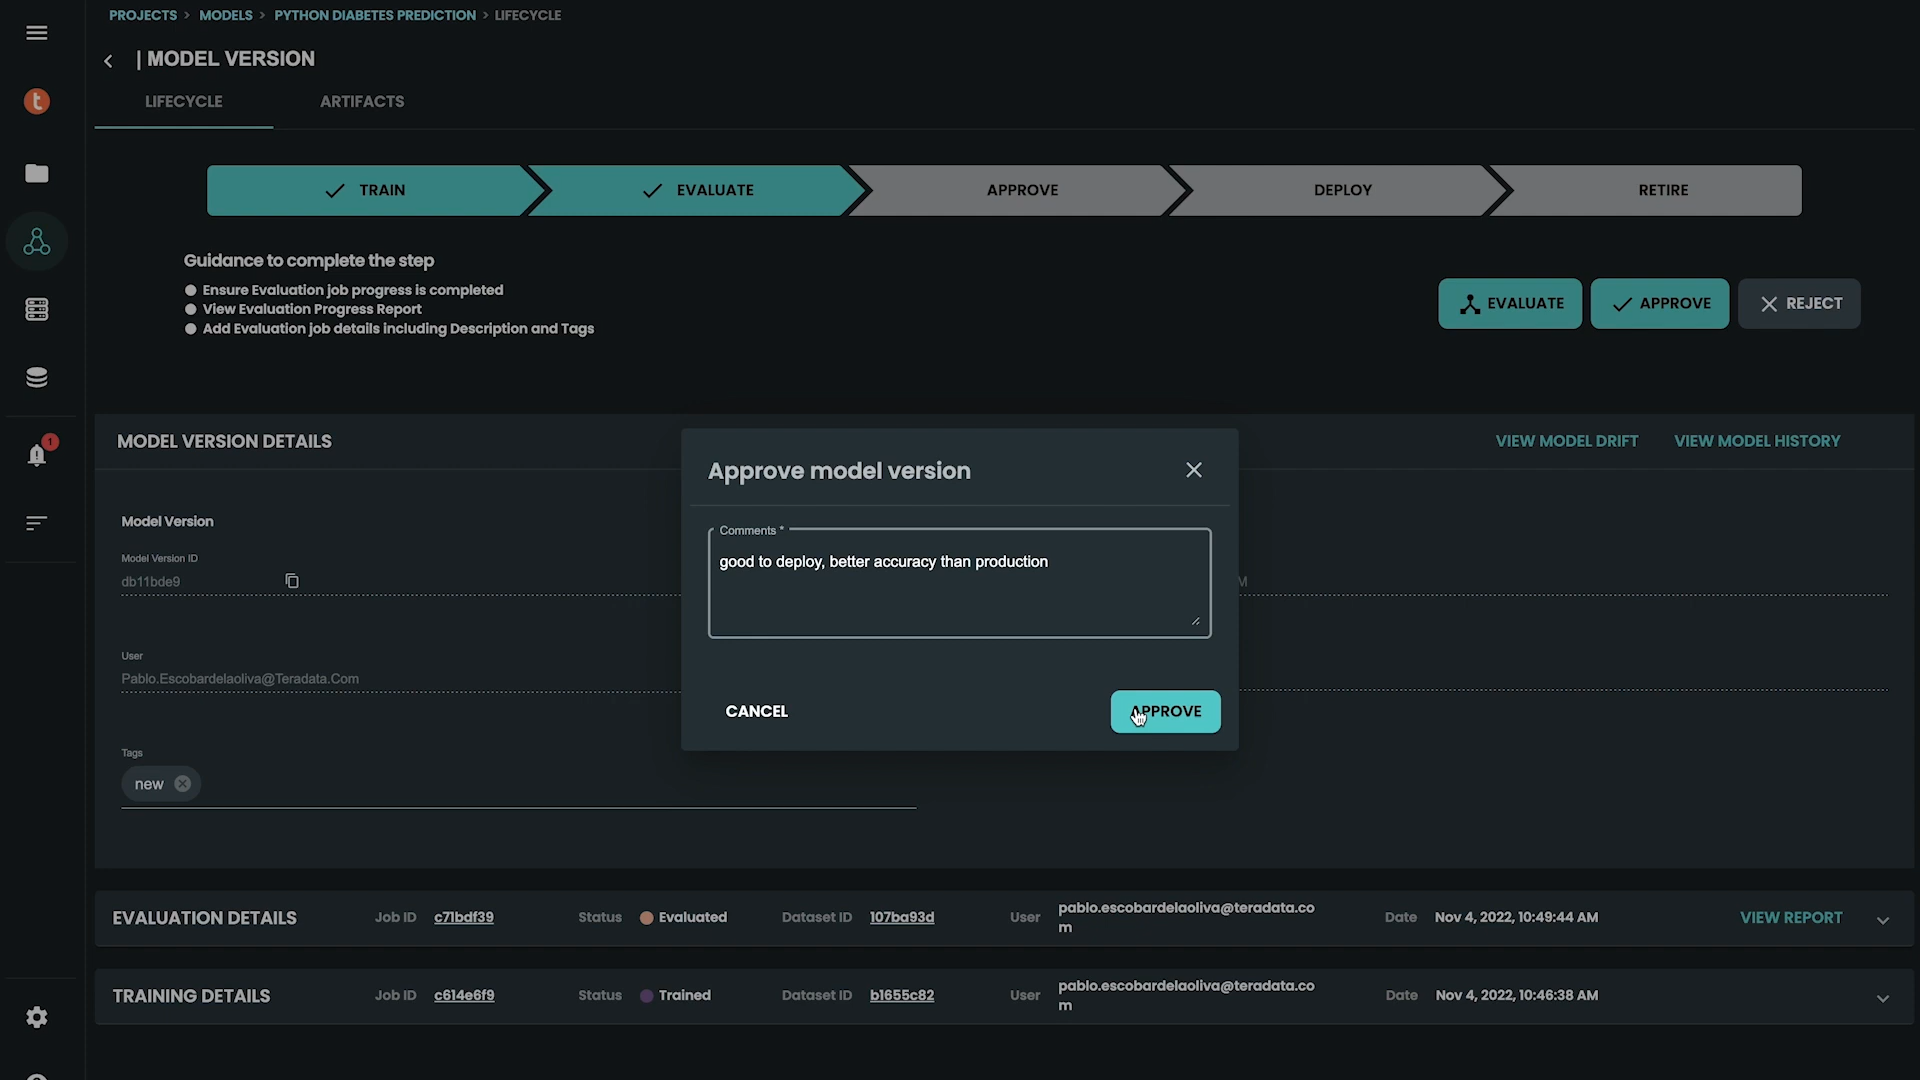 PROJECTS > MODELS > PYTHON DIABETES PREDICTION > LIFECYCLE
| MODEL VERSION
LIFECYCLE ARTIFACTS
TRAIN EVALUATE APPROVE DEPLOY RETIRE
Guidance to complete the step
Ensure Evaluation job progress is completed
View Evaluation Progress Report
Add Evaluation job details including Description and Tags
EVALUATE APPROVE REJECT
1
MODEL VERSION DETAILS
VIEW MODEL DRIFT VIEW MODEL HISTORY
Approve model version
Comments *
good to deploy, better accuracy than production
CANCEL APPROVE
Model Version
Model Version ID
db11bde9
M
User
Pablo.Escobardelaoliva@Teradata.Com
Tags
new
EVALUATION DETAILS Job ID c71bdf39 Status Evaluated Dataset ID 107ba93d User pablo.escobardelaoliva@teradata.co
m
Date Nov 4, 2022, 10:49:44 AM VIEW REPORT
TRAINING DETAILS Job ID c614e6f9 Status Trained Dataset ID b1655c82 User pablo.escobardelaoliva@teradata.co
m
Date Nov 4, 2022, 10:46:38 AM